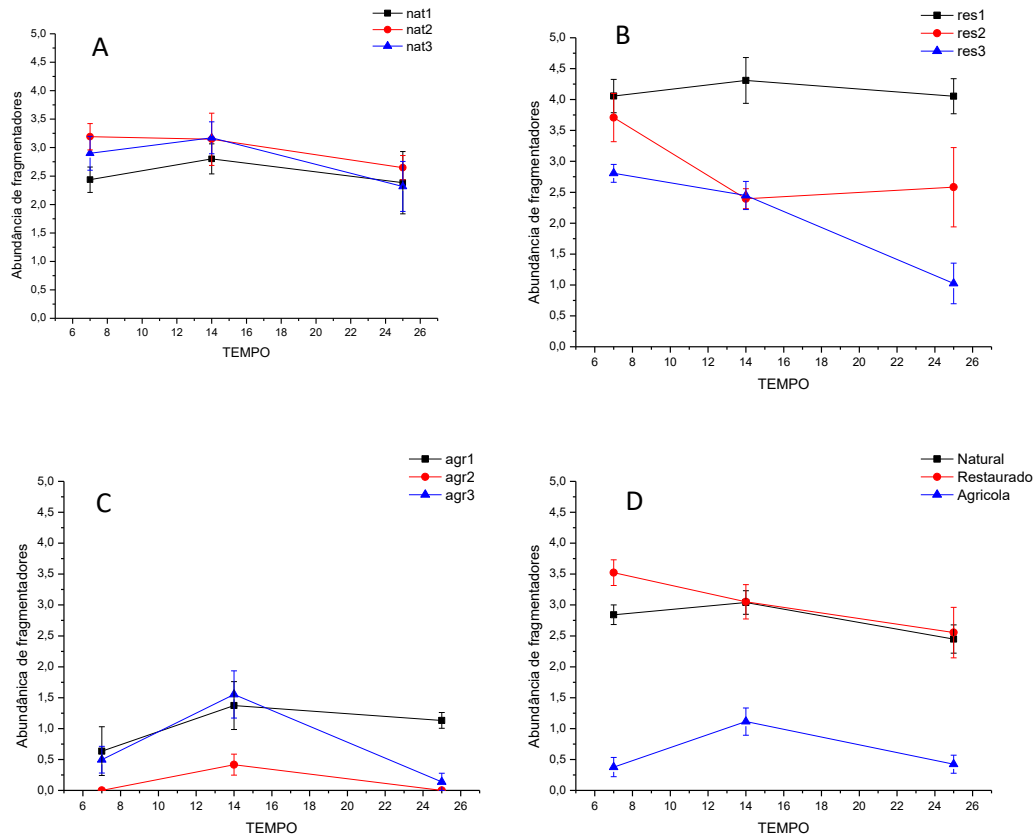 A
nat1
nat2
nat3
5,0
4,5
4,0
3,5
3,0
2,5
2,0
1,5
1,0
0,5
0,0
Abundância de fragmentadores
6 8 10 12 14 16 18 20 22 24 26
TEMPO
B
res1
res2
res3
5,0
4,5
4,0
3,5
3,0
2,5
2,0
1,5
1,0
0,5
0,0
Abundância de fragmentadores
6 8 10 12 14 16 18 20 22 24 26
TEMPO
C
agr1
agr2
agr3
5,0
4,5
4,0
3,5
3,0
2,5
2,0
1,5
1,0
0,5
0,0
Abundânica de fragmentadores
6 8 10 12 14 16 18 20 22 24 26
TEMPO
D
Natural
Restaurado
Agricola
5,0
4,5
4,0
3,5
3,0
2,5
2,0
1,5
1,0
0,5
0,0
Abundância de fragmentadores
6 8 10 12 14 16 18 20 22 24 26
TEMPO